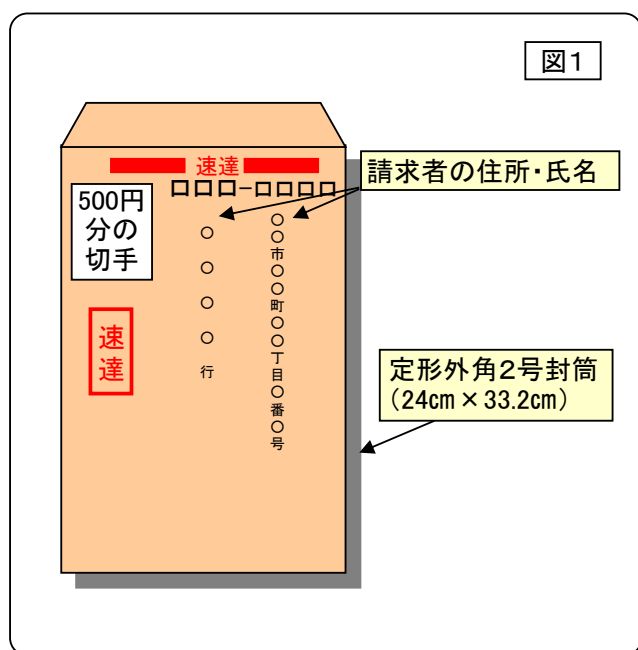 図1
速達
500円
分の
切手
□□□-□□□□
請求者の住所・氏名
○○市○○町○○丁目○番○号
○○○○行
速達
定形外角2号封筒
(24㎝×33.2㎝)